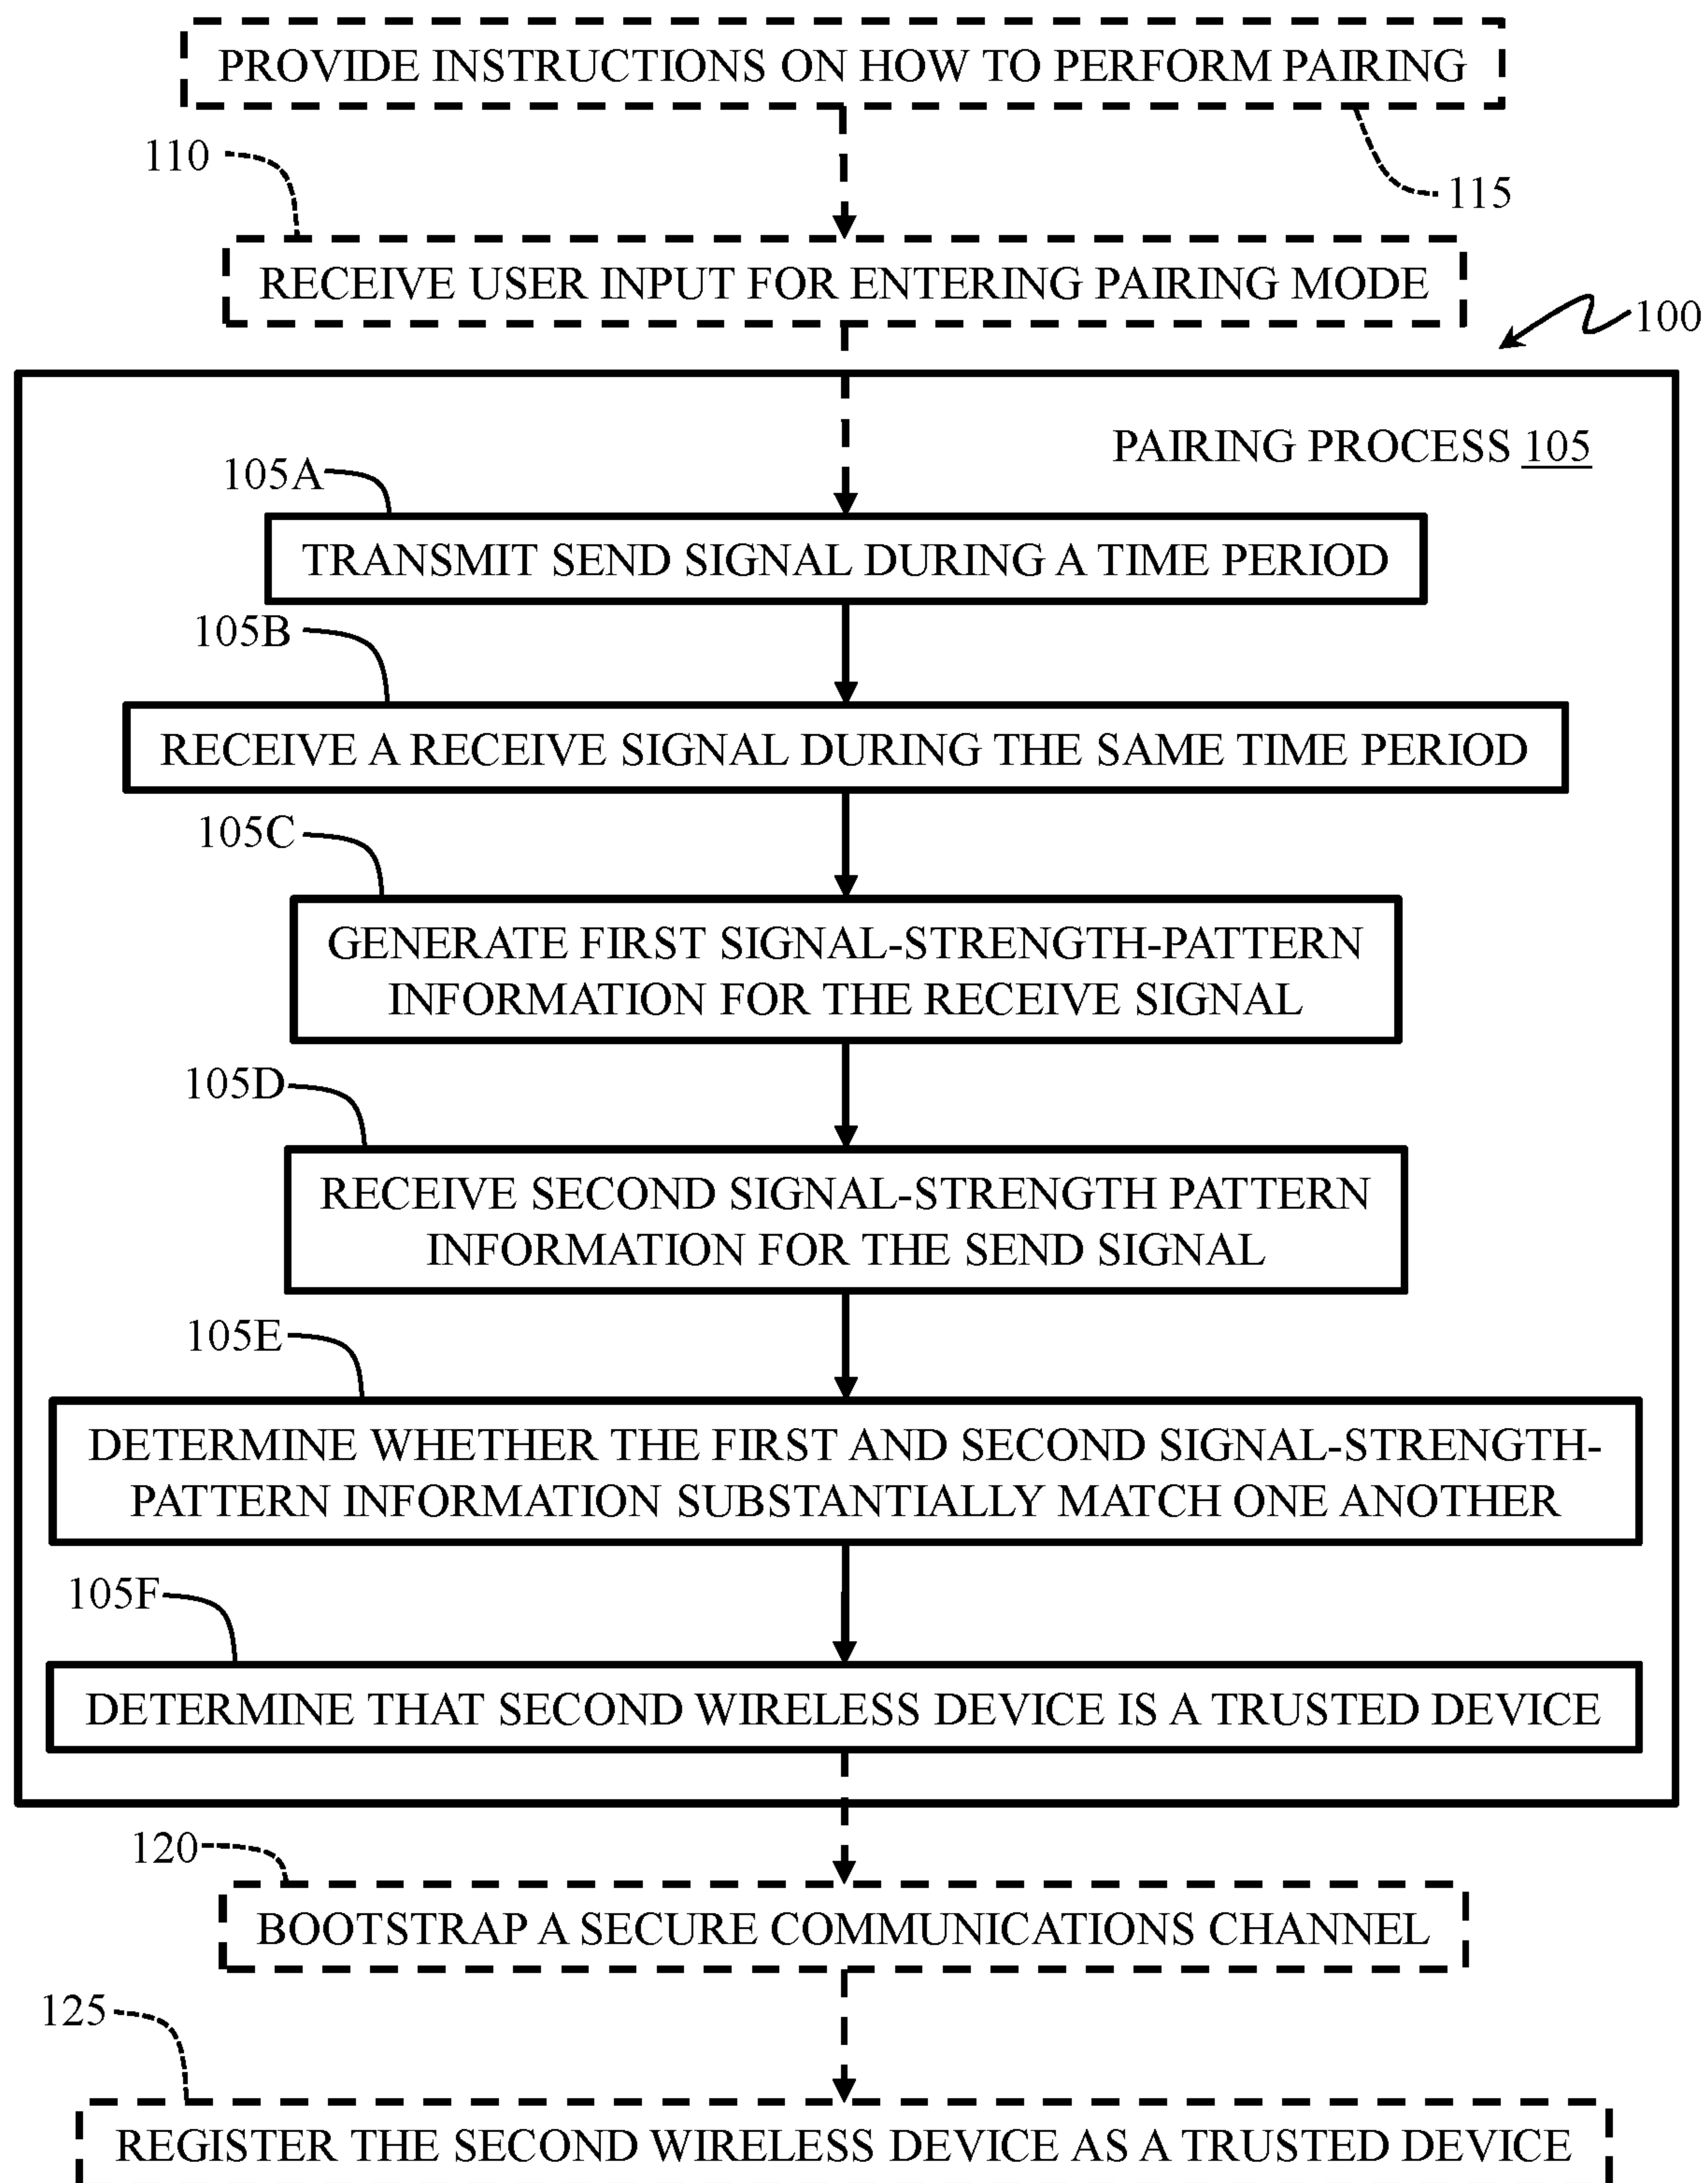 PROVIDE INSTRUCTIONS ON HOW TO PERFORM PAIRING
110
115
RECEIVE USER INPUT FOR ENTERING PAIRING MODE
100
PAIRING PROCESS 105
105A
TRANSMIT SEND SIGNAL DURING A TIME PERIOD
105B
RECEIVE A RECEIVE SIGNAL DURING THE SAME TIME PERIOD
105C
GENERATE FIRST SIGNAL-STRENGTH-PATTERN
INFORMATION FOR THE RECEIVE SIGNAL
105D
RECEIVE SECOND SIGNAL-STRENGTH PATTERN
INFORMATION FOR THE SEND SIGNAL
105E
DETERMINE WHETHER THE FIRST AND SECOND SIGNAL-STRENGTH-
PATTERN INFORMATION SUBSTANTIALLY MATCH ONE ANOTHER
105F
DETERMINE THAT SECOND WIRELESS DEVICE IS A TRUSTED DEVICE
120
BOOTSTRAP A SECURE COMMUNICATIONS CHANNEL
125
REGISTER THE SECOND WIRELESS DEVICE AS A TRUSTED DEVICE